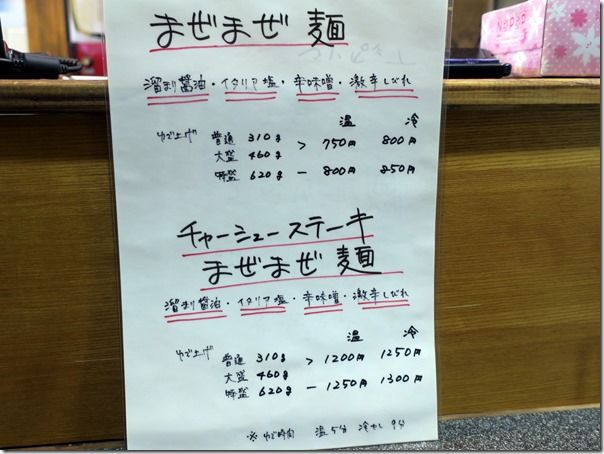 まぜまぜ 麺
溜まり醤油・イタリア塩・辛味噌・激辛しびれ
温 冷
ゆで上げ 普通 310g > 750円 800円
大盛 460g
特盛 620g - 800円 850円
チャーシューステーキ
まぜまぜ 麺
溜まり醤油・イタリア塩・辛味噌・激辛しびれ
温 冷
ゆで上げ 普通 310g > 1200円 1250円
大盛 460g
特盛 620g - 1250円 1300円
※ ゆで時間 温 5分 冷やし 9分